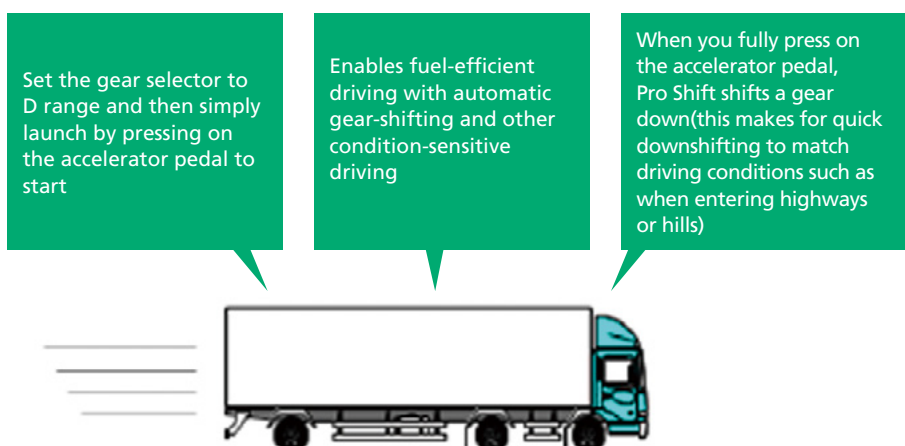 Set the gear selector to
D range and then simply
launch by pressing on
the accelerator pedal to
start
Enables fuel-efficient
driving with automatic
gear-shifting and other
condition-sensitive
driving
When you fully press on
the accelerator pedal,
Pro Shift shifts a gear
down(this makes for quick
downshifting to match
driving conditions such as
when entering highways
or hills)